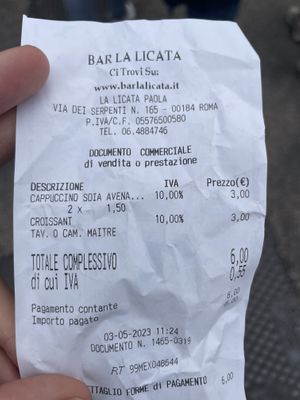 BAR LA LICATA
Ci Trovi Su:
www.barlalicata.it
LA LICATA PAOLA
VIA DEI SERPENTI N. 165 - 00184 ROMA
P.IVA/C.F. 05576500580
TEL. 06.4884746
DOCUMENTO COMMERCIALE
di vendita o prestazione
DESCRIZIONE IVA Prezzo(€)
CAPPUCCINO SOIA AVENA... 10,00% 3,00
2 x 1,50
CROISSANT 10,00% 3,00
TAV. O CAM. MAITRE
TOTALE COMPLESSIVO 6,00
di cui IVA 0,55
Pagamento contante 6,00
Importo pagato
03-05-2023 11:24
DOCUMENTO N. 1465-0319
RT 99MEX048644
DETTAGLIO FORME di PAGAMENTO 6,00